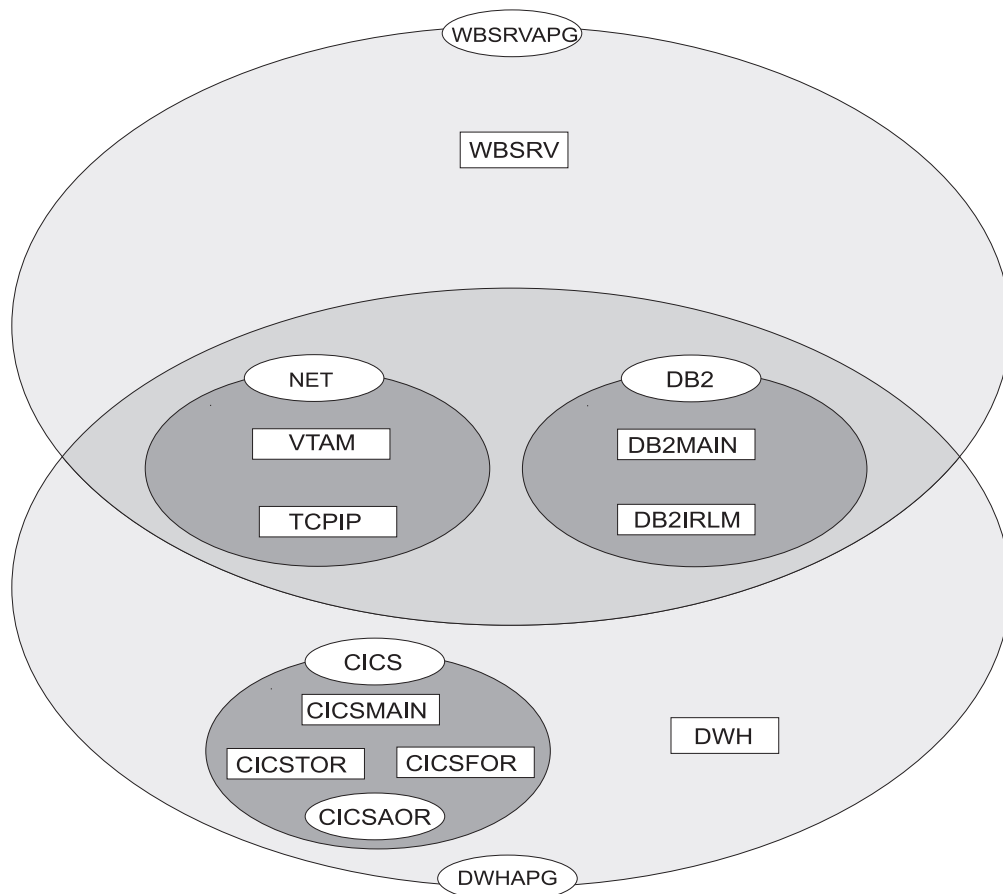 WBSRVAPG
WBSRV
NET
DB2
VTAM
DB2MAIN
TCPIP
DB2IRLM
CICS
CICSMAIN
DWH
CICSTOR
CICSFOR
CICSAOR
DWHAPG